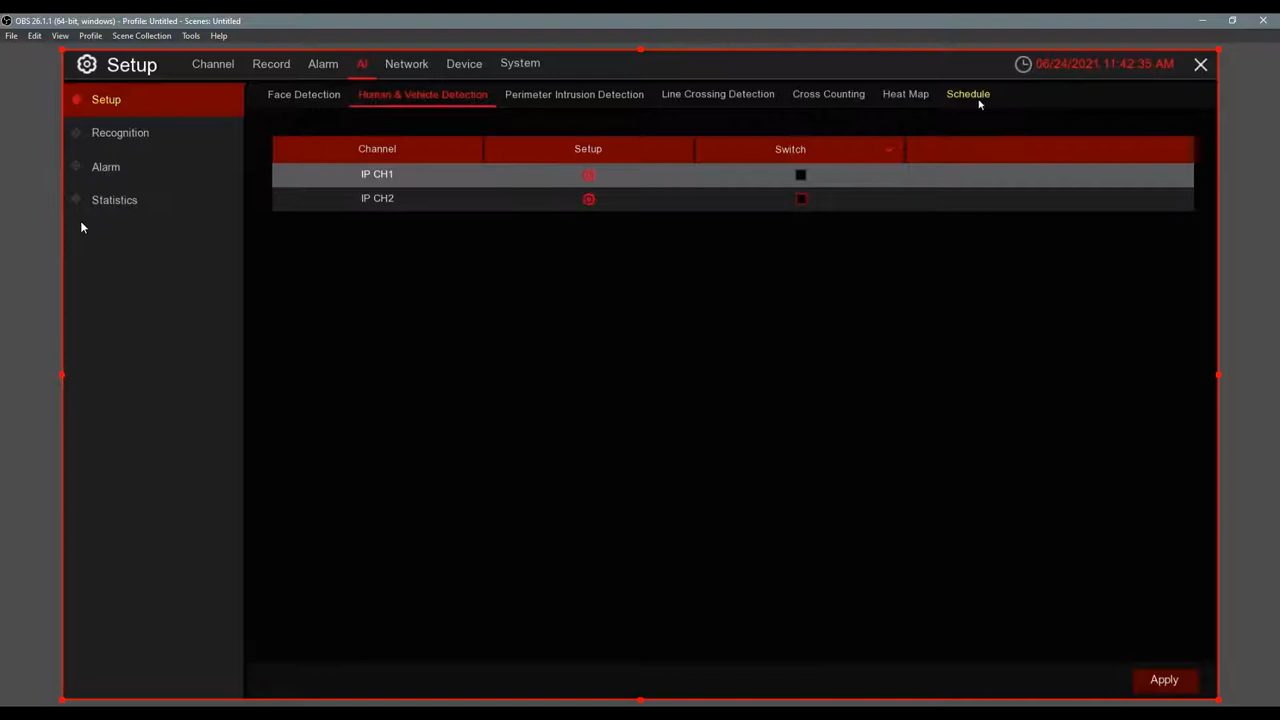 OBS 26.1.1 (64-bit, windows) - Profile: Untitled - Scenes: Untitled
File Edit View Profile Scene Collection Tools Help
Setup Channel Record Alarm AI Network Device System 06/24/2021 11:42:35 AM
Setup
Recognition
Alarm
Statistics
Face Detection Human & Vehicle Detection Perimeter Intrusion Detection Line Crossing Detection Cross Counting Heat Map Schedule
Channel Setup Switch
IP CH1
IP CH2
Apply